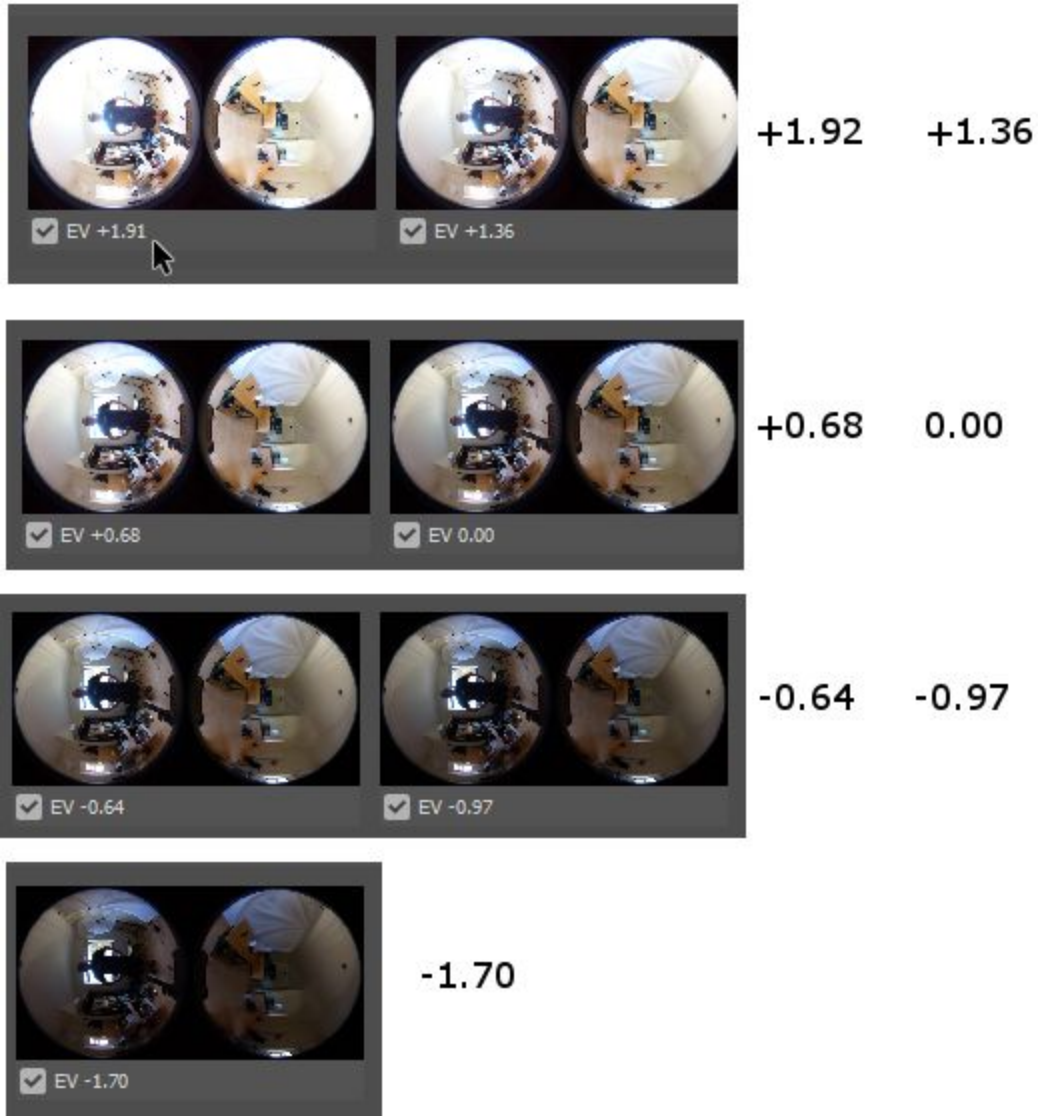 +1.92 +1.36
EV +1.91 EV +1.36
+0.68 0.00
EV +0.68 EV 0.00
-0.64 -0.97
EV -0.64 EV -0.97
-1.70
EV -1.70